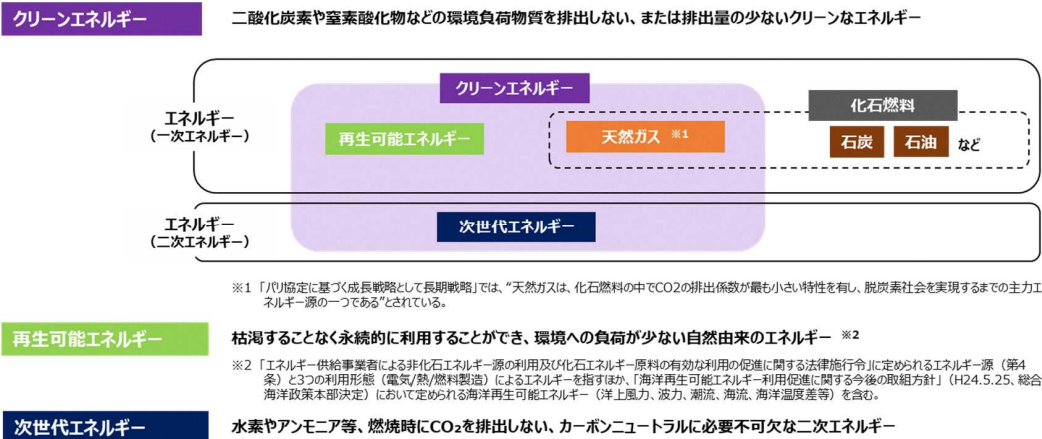 クリーンエネルギー
二酸化炭素や窒素酸化物などの環境負荷物質を排出しない、または排出量の少ないクリーンなエネルギー
クリーンエネルギー
エネルギー
（一次エネルギー）
再生可能エネルギー
天然ガス ※1
化石燃料
石炭 石油 など
エネルギー
（二次エネルギー）
次世代エネルギー
※1 「パリ協定に基づく成長戦略として長期戦略」では、“天然ガスは、化石燃料の中でCO2の排出係数が最も小さい特性を有し、脱炭素社会を実現するまでの主力エ
ネルギー源の一つである”とされている。
再生可能エネルギー
枯渇することなく永続的に利用することができ、環境への負荷が少ない自然由来のエネルギー ※2
※2 「エネルギー供給事業者による非化石エネルギー源の利用及び化石エネルギー原料の有効な利用の促進に関する法律施行令」に定められるエネルギー源（第4
条）と3つの利用形態（電気/熱/燃料製造）によるエネルギーを指すほか、「海洋再生可能エネルギー利用促進に関する今後の取組方針」（H24.5.25、総合
海洋政策本部決定）において定められる海洋再生可能エネルギー（洋上風力、波力、潮流、海流、海洋温度差等）を含む。
次世代エネルギー
水素やアンモニア等、燃焼時にCO₂を排出しない、カーボンニュートラルに必要不可欠な二次エネルギー